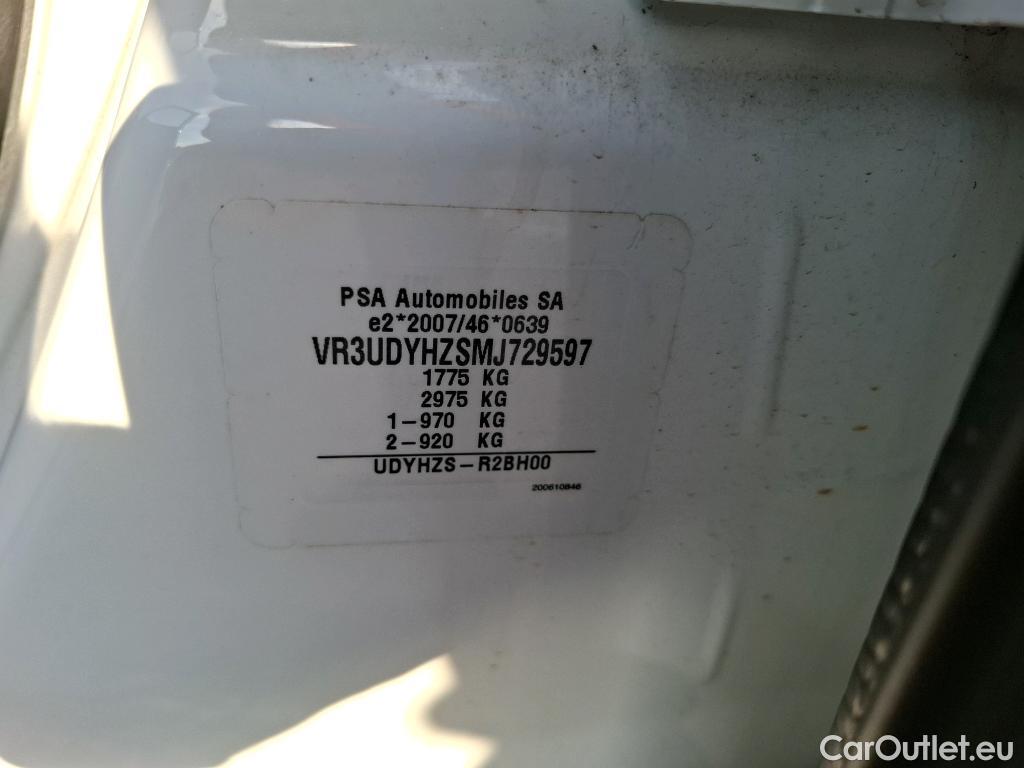 PSA Automobiles SA
e2*2007/46*0639
VR3UDYHZSMJ729597
1775 KG
2975 KG
1-970 KG
2-920 KG
UDYHZS-R2BH00
200610846
CarOutlet.eu